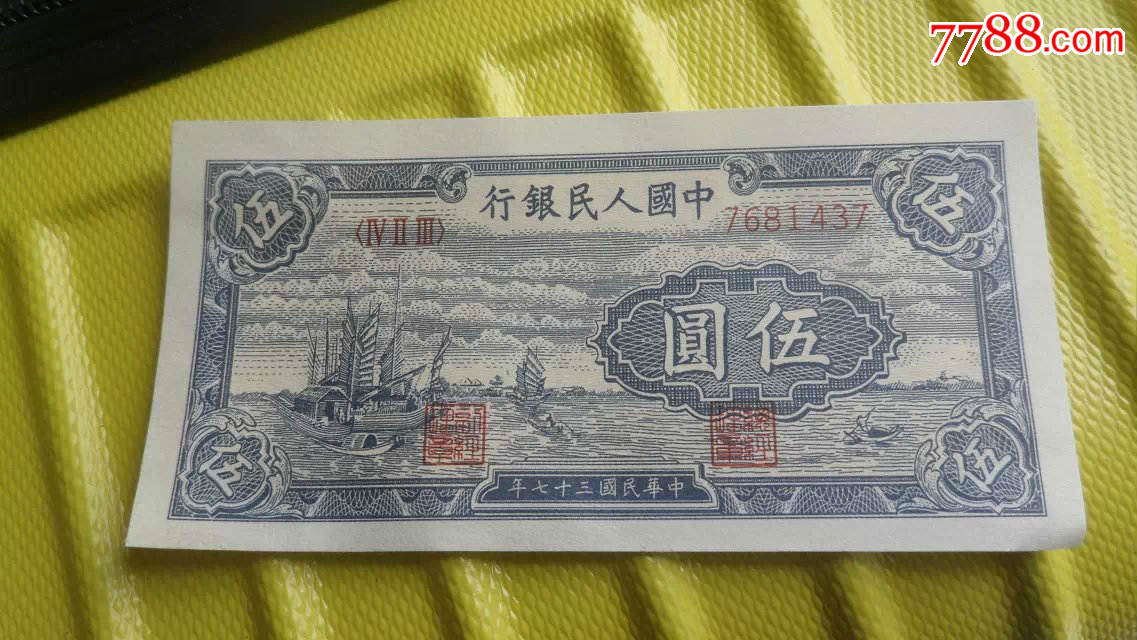 7788.com
行銀民人國中
(IV II III)
7681437
伍
伍
圓伍
年七十三國民華中
伍
伍